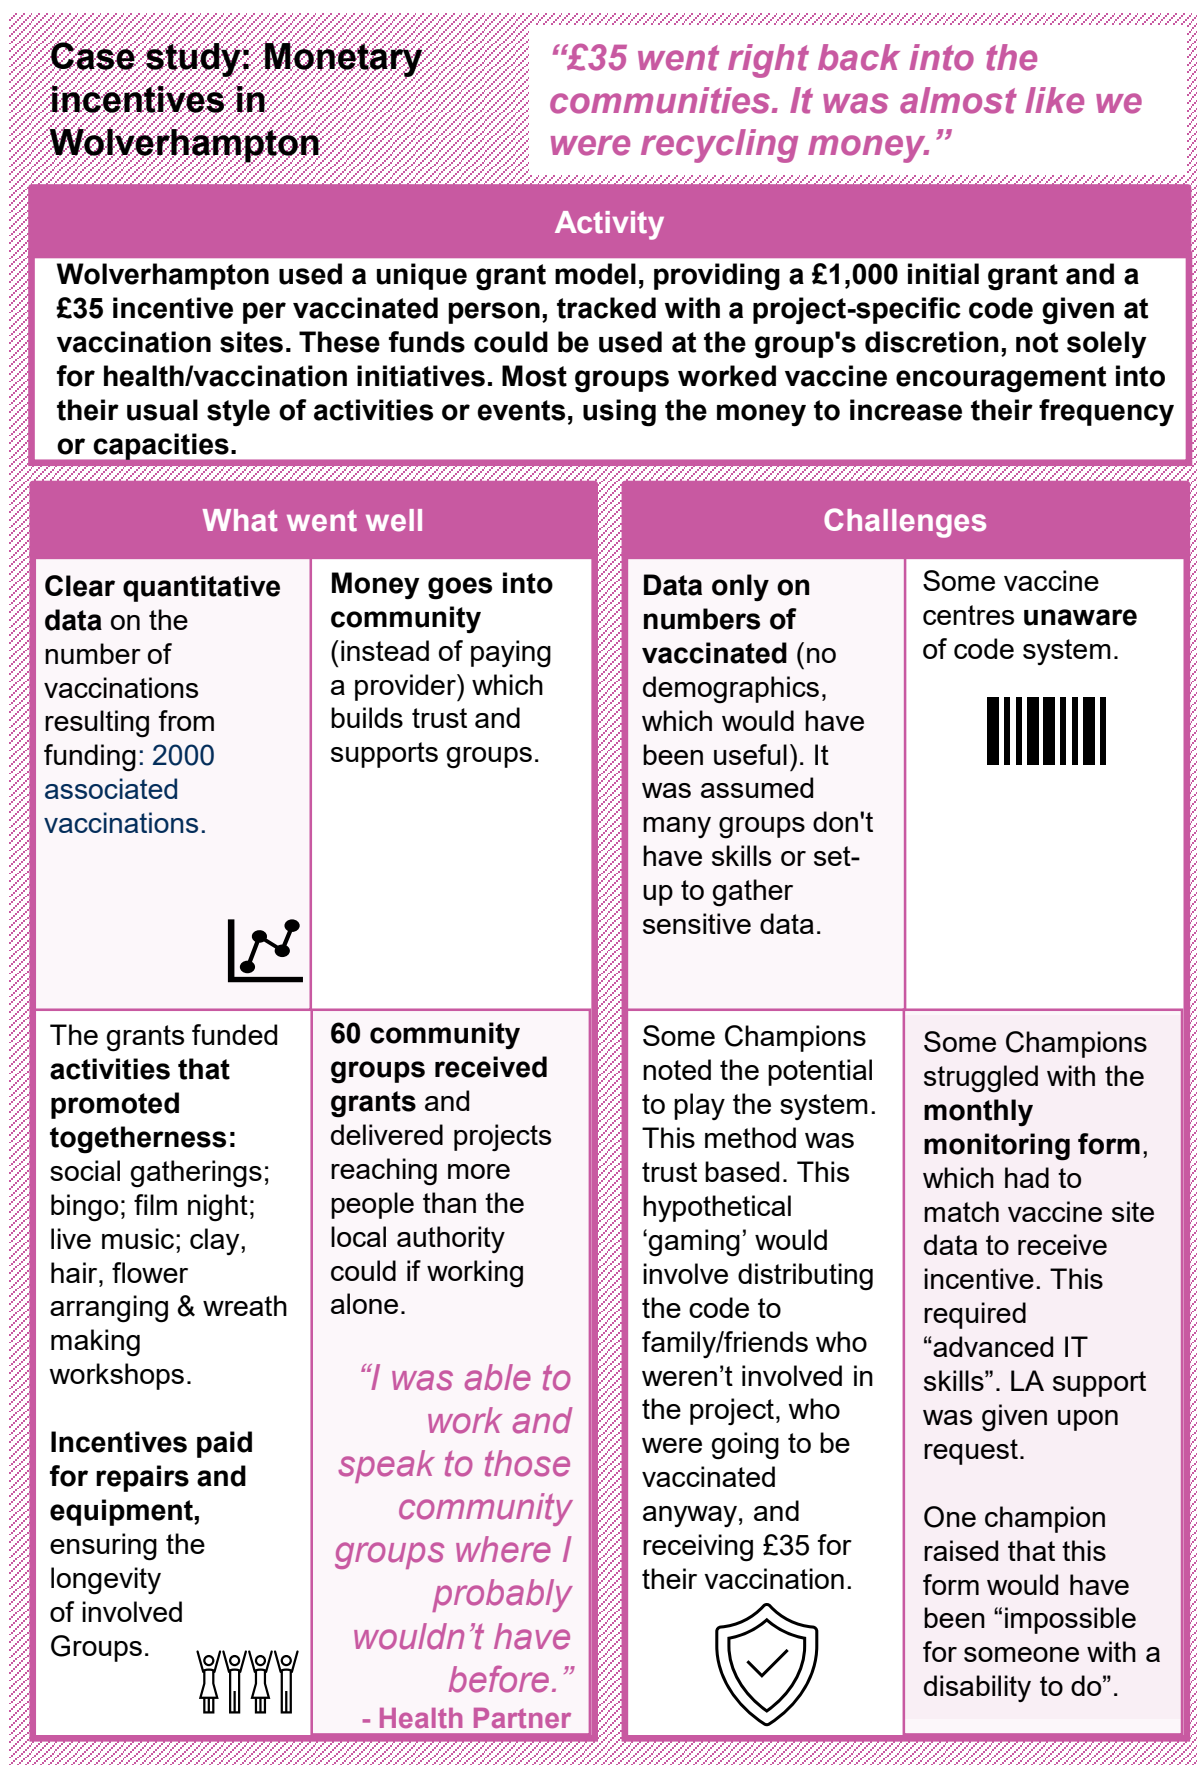 Case study: Monetary
incentives in
Wolverhampton
“£35 went right back into the
communities. It was almost like we
were recycling money.”
Activity
Wolverhampton used a unique grant model, providing a £1,000 initial grant and a
£35 incentive per vaccinated person, tracked with a project-specific code given at
vaccination sites. These funds could be used at the group's discretion, not solely
for health/vaccination initiatives. Most groups worked vaccine encouragement into
their usual style of activities or events, using the money to increase their frequency
or capacities.
What went well
Clear quantitative
data on the
number of
vaccinations
resulting from
funding: 2000
associated
vaccinations.
Money goes into
community
(instead of paying
a provider) which
builds trust and
supports groups.
The grants funded
activities that
promoted
togetherness:
social gatherings;
bingo; film night;
live music; clay,
hair, flower
arranging & wreath
making
workshops.
Incentives paid
for repairs and
equipment,
ensuring the
longevity
of involved
Groups.
60 community
groups received
grants and
delivered projects
reaching more
people than the
local authority
could if working
alone.
“I was able to
work and
speak to those
community
groups where I
probably
wouldn’t have
before.”
- Health Partner
Challenges
Data only on
numbers of
vaccinated (no
demographics,
which would have
been useful). It
was assumed
many groups don't
have skills or set-
up to gather
sensitive data.
Some vaccine
centres unaware
of code system.
Some Champions
noted the potential
to play the system.
This method was
trust based. This
hypothetical
‘gaming’ would
involve distributing
the code to
family/friends who
weren’t involved in
the project, who
were going to be
vaccinated
anyway, and
receiving £35 for
their vaccination.
Some Champions
struggled with the
monthly
monitoring form,
which had to
match vaccine site
data to receive
incentive. This
required
“advanced IT
skills”. LA support
was given upon
request.
One champion
raised that this
form would have
been “impossible
for someone with a
disability to do”.